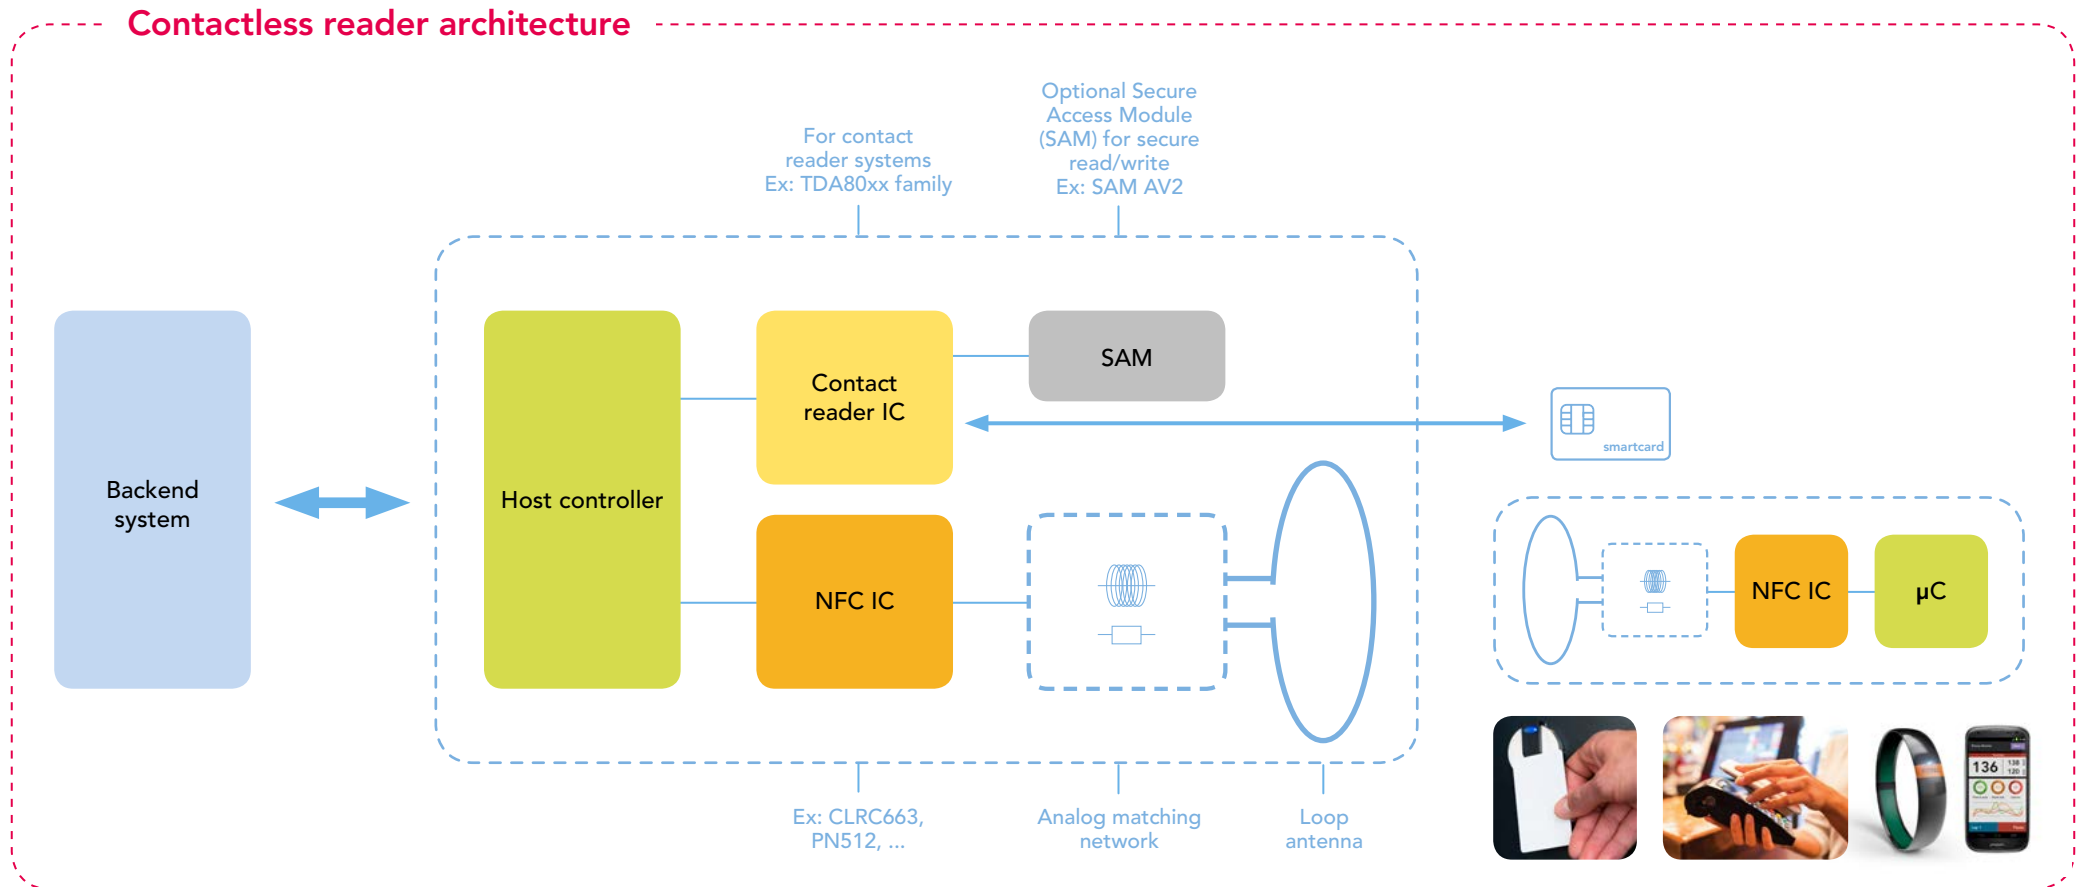 Contactless reader architecture
Optional Secure
Access Module
(SAM) for secure
read/write
Ex: SAM AV2
For contact
reader systems
Ex: TDA80xx family
Backend
system
Host controller
Contact
reader IC
SAM
smartcard
NFC IC
NFC IC
µC
Ex: CLRC663,
PN512, ...
Analog matching
network
Loop
antenna
136
138
120